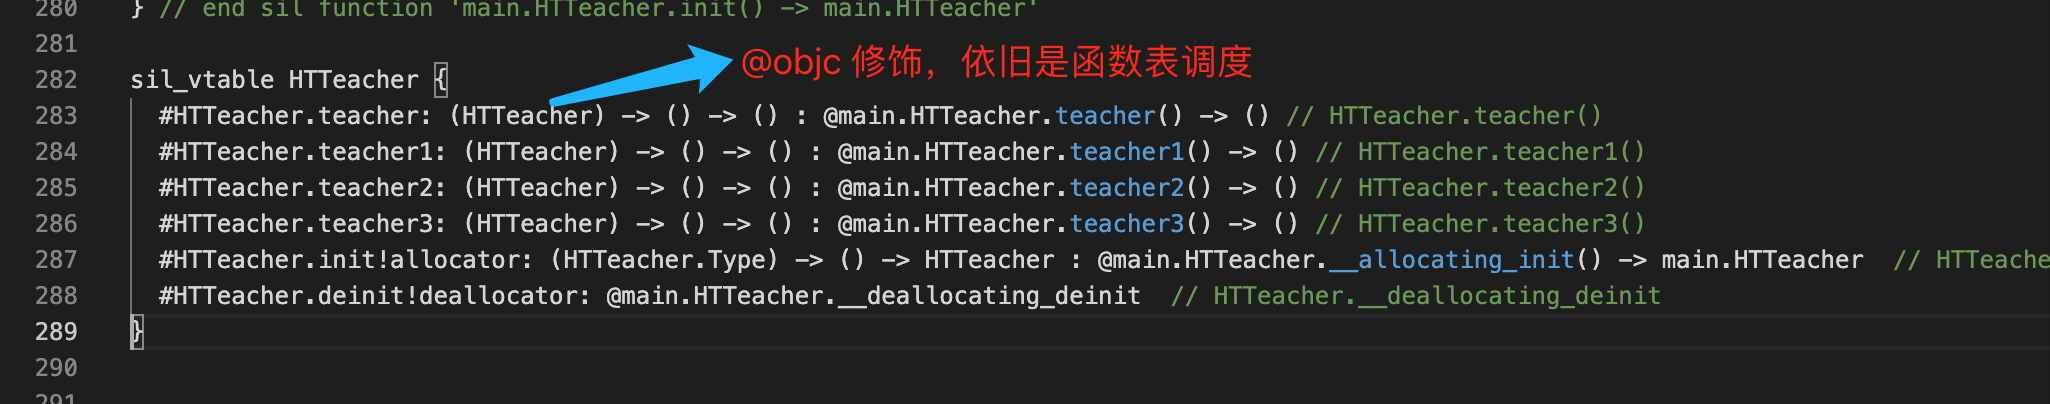 280 } // end sil function 'main.HTTeacher.init() -> main.HTTeacher'
281
@objc 修饰，依旧是函数表调度
282 sil_vtable HTTeacher {
283 #HTTeacher.teacher: (HTTeacher) -> () -> () : @main.HTTeacher.teacher() -> () // HTTeacher.teacher()
284 #HTTeacher.teacher1: (HTTeacher) -> () -> () : @main.HTTeacher.teacher1() -> () // HTTeacher.teacher1()
285 #HTTeacher.teacher2: (HTTeacher) -> () -> () : @main.HTTeacher.teacher2() -> () // HTTeacher.teacher2()
286 #HTTeacher.teacher3: (HTTeacher) -> () -> () : @main.HTTeacher.teacher3() -> () // HTTeacher.teacher3()
287 #HTTeacher.init!allocator: (HTTeacher.Type) -> () -> HTTeacher : @main.HTTeacher.__allocating_init() -> main.HTTeacher // HTTeache
288 #HTTeacher.deinit!deallocator: @main.HTTeacher.__deallocating_deinit // HTTeacher.__deallocating_deinit
289 }
290
291